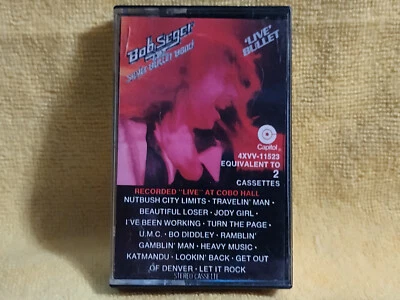 Bob Seger
& THE
SILVER BULLET BAND
'LIVE'
BULLET
Capitol
4XVV-11523
EQUIVALENT TO
2
CASSETTES
RECORDED "LIVE" AT COBO HALL
NUTBUSH CITY LIMITS • TRAVELIN' MAN •
BEAUTIFUL LOSER • JODY GIRL •
I'VE BEEN WORKING • TURN THE PAGE •
U.M.C. • BO DIDDLEY • RAMBLIN'
GAMBLIN' MAN • HEAVY MUSIC •
KATMANDU • LOOKIN' BACK • GET OUT
OF DENVER • LET IT ROCK
STEREO CASSETTE